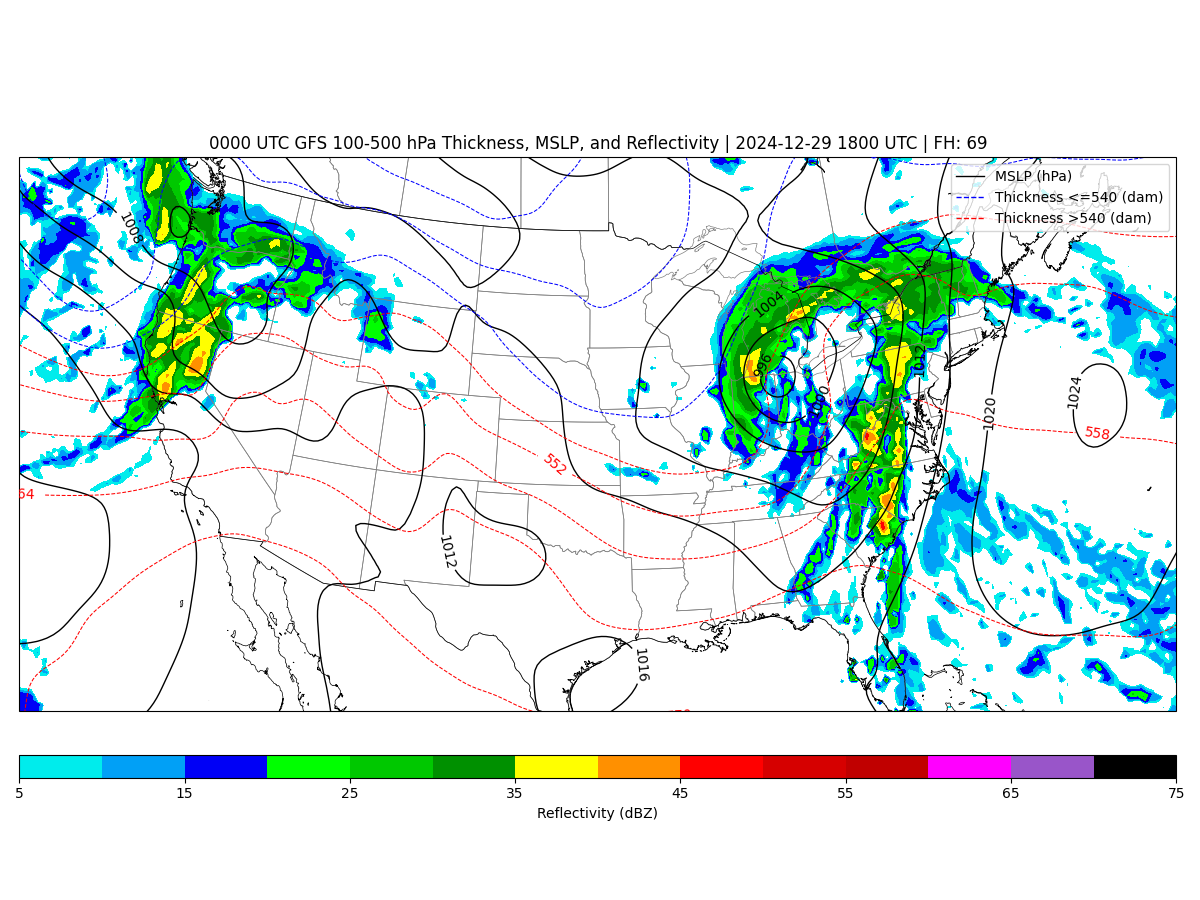 0000 UTC GFS 100-500 hPa Thickness, MSLP, and Reflectivity | 2024-12-29 1800 UTC | FH: 69
MSLP (hPa)
Thickness <=540 (dam)
Thickness >540 (dam)
1008
1004
996
1012
1000
1020
1024
558
552
564
1012
1016
5 15 25 35 45 55 65 75
Reflectivity (dBZ)